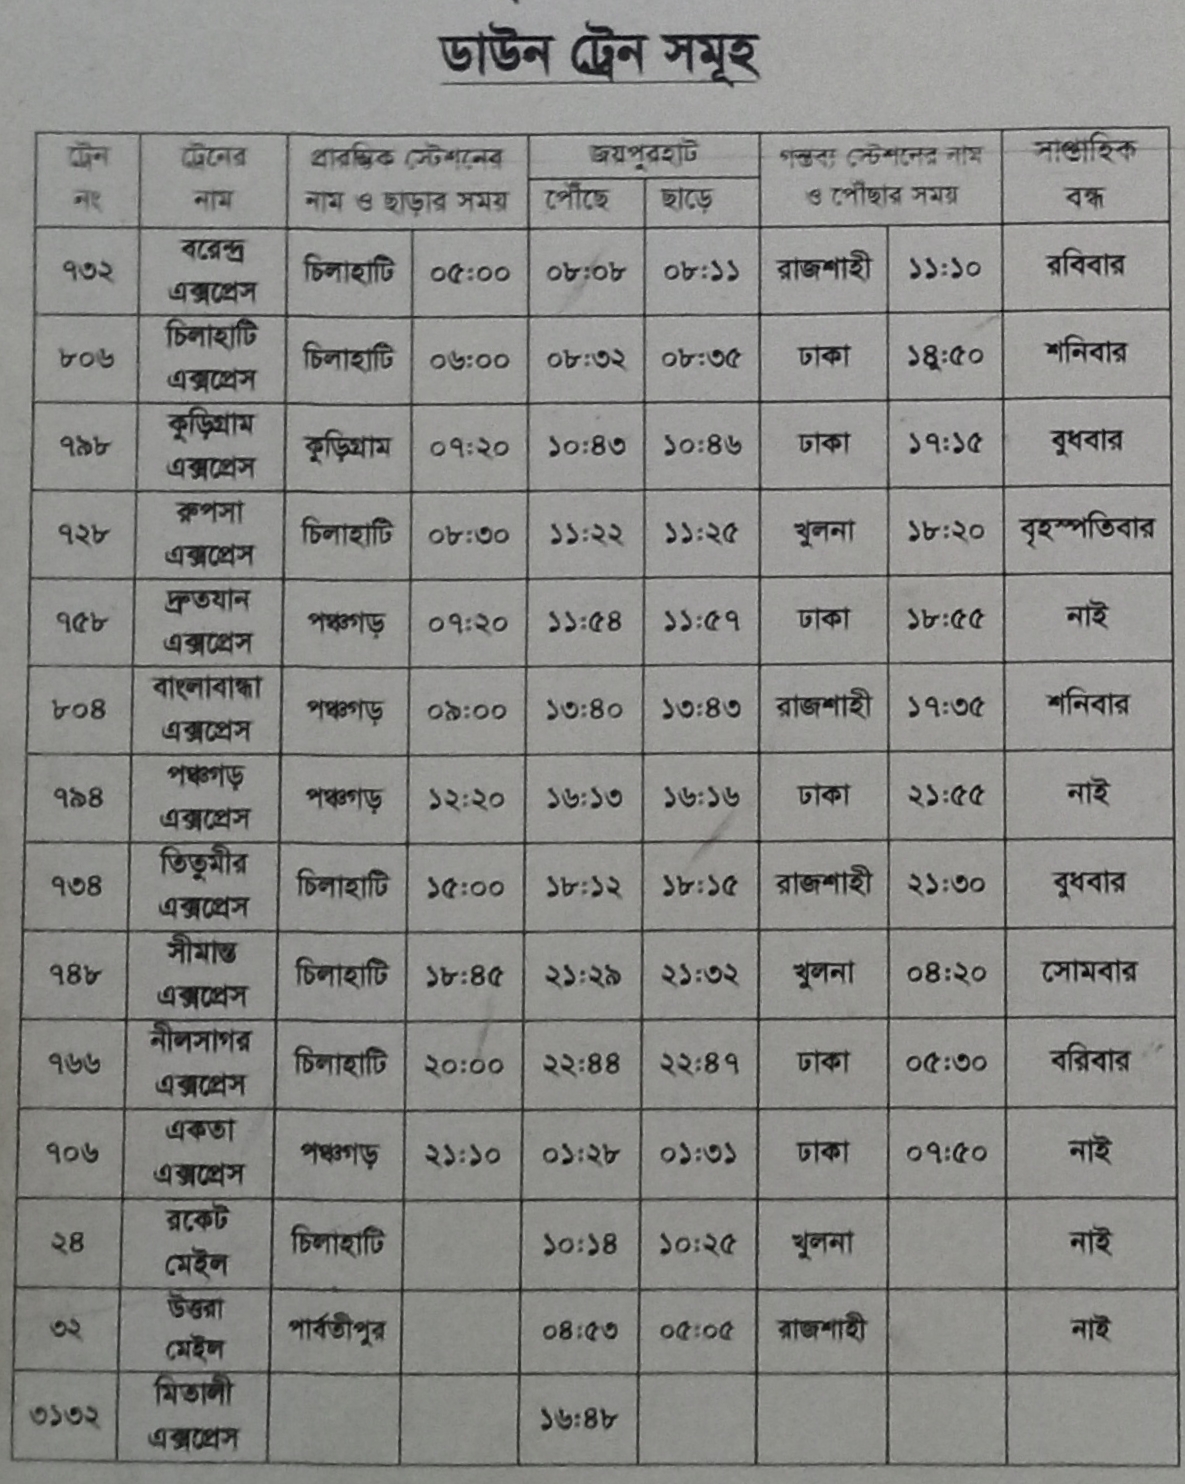 ডাউন ট্রেন সমূহ
ট্রেন নং ট্রেনের নাম প্রারম্ভিক স্টেশনের নাম ও ছাড়ার সময় জয়পুরহাট পৌঁছে ছাড়ে গন্তব্য স্টেশনের নাম ও পৌঁছার সময় সাপ্তাহিক বন্ধ
৭৩২ বরেন্দ্র এক্সপ্রেস চিলাহাটি ০৫:০০ ০৮:০৮ ০৮:১১ রাজশাহী ১১:১০ রবিবার
৮০৬ চিলাহাটি এক্সপ্রেস চিলাহাটি ০৬:০০ ০৮:৩২ ০৮:৩৫ ঢাকা ১৪:৫০ শনিবার
৭৯৮ কুড়িগ্রাম এক্সপ্রেস কুড়িগ্রাম ০৭:২০ ১০:৪৩ ১০:৪৬ ঢাকা ১৭:১৫ বুধবার
৭২৮ রুপসা এক্সপ্রেস চিলাহাটি ০৮:৩০ ১১:২২ ১১:২৫ খুলনা ১৮:২০ বৃহস্পতিবার
৭৫৮ দ্রুতযান এক্সপ্রেস পঞ্চগড় ০৭:২০ ১১:৫৪ ১১:৫৭ ঢাকা ১৮:৫৫ নাই
৮০৪ বাংলাবান্ধা এক্সপ্রেস পঞ্চগড় ০৯:০০ ১৩:৪০ ১৩:৪৩ রাজশাহী ১৭:৩৫ শনিবার
৭৯৪ পঞ্চগড় এক্সপ্রেস পঞ্চগড় ১২:২০ ১৬:১৩ ১৬:১৬ ঢাকা ২১:৫৫ নাই
৭৩৪ তিতুমীর এক্সপ্রেস চিলাহাটি ১৫:০০ ১৮:১২ ১৮:১৫ রাজশাহী ২১:৩০ বুধবার
৭৪৮ সীমান্ত এক্সপ্রেস চিলাহাটি ১৮:৪৫ ২১:২৯ ২১:৩২ খুলনা ০৪:২০ সোমবার
৭৬৬ নীলসাগর এক্সপ্রেস চিলাহাটি ২০:০০ ২২:৪৪ ২২:৪৭ ঢাকা ০৫:৩০ বরিবার
৭০৬ একতা এক্সপ্রেস পঞ্চগড় ২১:১০ ০১:২৮ ০১:৩১ ঢাকা ০৭:৫০ নাই
২৪ রকেট মেইল চিলাহাটি ১০:১৪ ১০:২৫ খুলনা নাই
৩২ উত্তরা মেইল পার্বতীপুর ০৪:৫৩ ০৫:০৫ রাজশাহী নাই
৩১৩২ মিতালী এক্সপ্রেস ১৬:৪৮